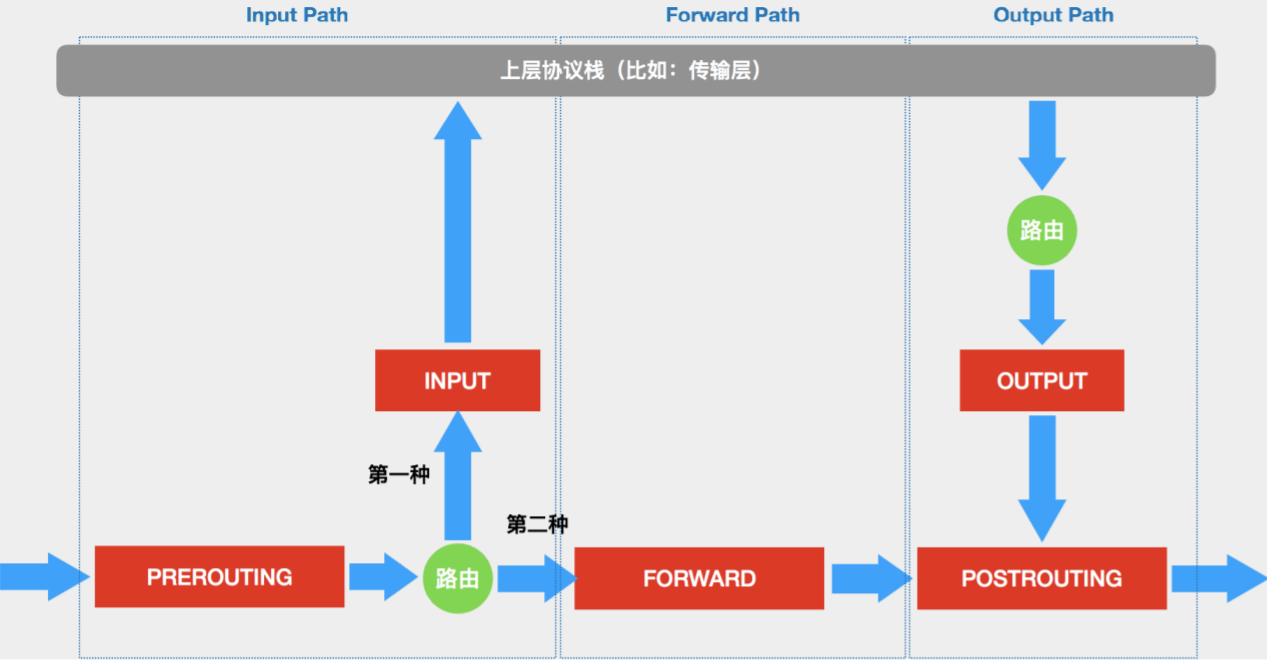 Input Path
Forward Path
Output Path
上层协议栈（比如：传输层）
路由
INPUT
OUTPUT
第一种
第二种
PREROUTING
路由
FORWARD
POSTROUTING